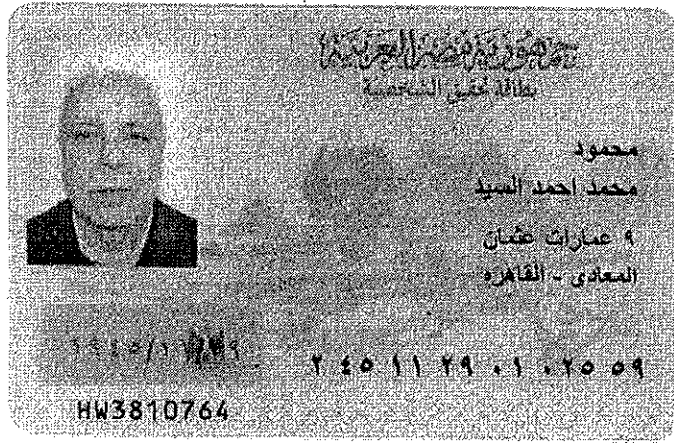 جمهورية مصر العربية
بطاقة تحقيق الشخصية
محمود
محمد احمد السيد
٩ عمارات عثمان
المعادى - القاهره
٢ ٤٥ ١١ ٢٩ ٠١ ٠٢٥ ٥٩
HW3810764